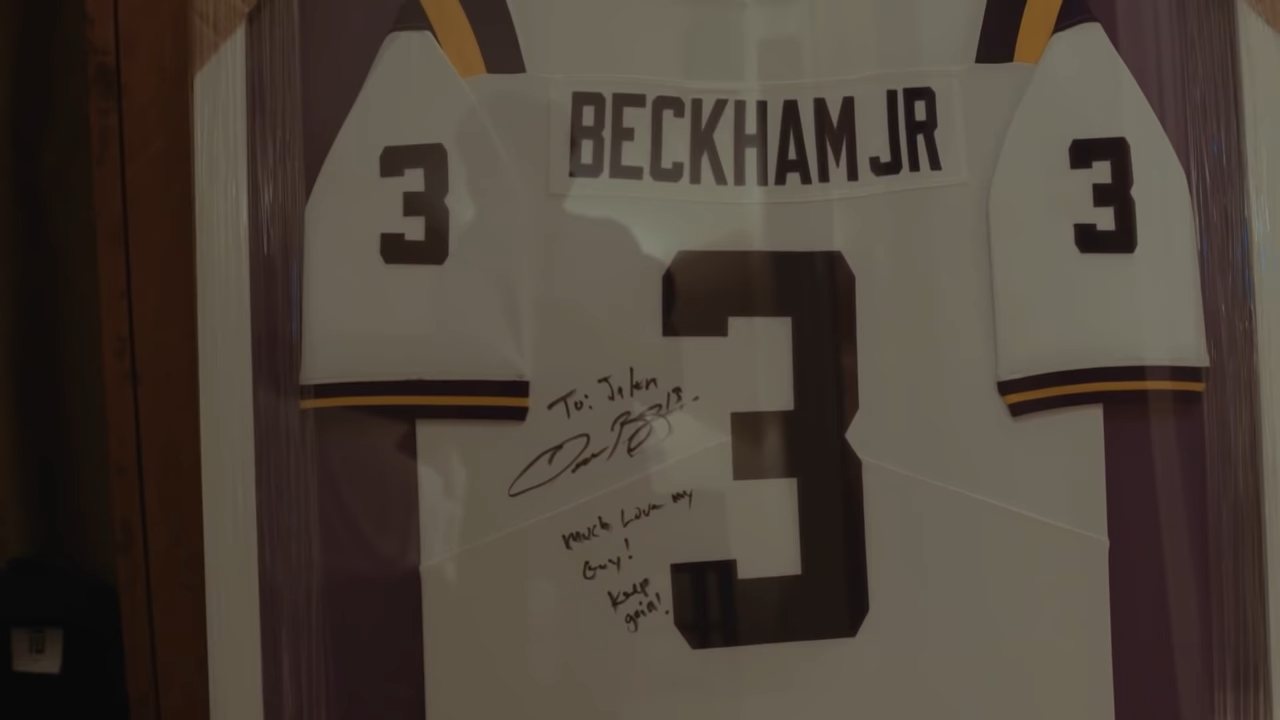 BECKHAM JR
3
3
3
To: Jalen
Much Love my
Guy!
Keep
goin!